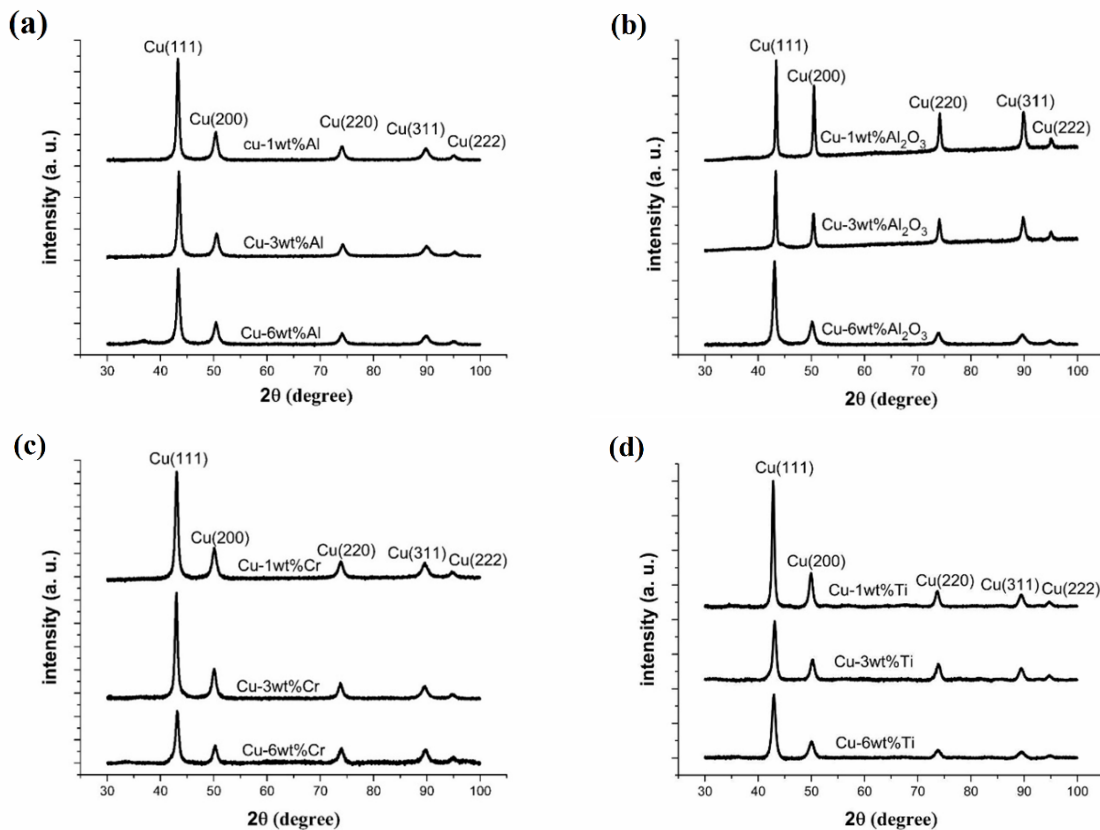 (a)
Cu(111)
Cu(200)
Cu(220)
Cu(311)
Cu(222)
cu-1wt%Al
Cu-3wt%Al
Cu-6wt%Al
intensity (a. u.)
30 40 50 60 70 80 90 100
2θ (degree)
(b)
Cu(111)
Cu(200)
Cu(220)
Cu(311)
Cu(222)
Cu-1wt%Al₂O₃
Cu-3wt%Al₂O₃
Cu-6wt%Al₂O₃
intensity (a. u.)
30 40 50 60 70 80 90 100
2θ (degree)
(c)
Cu(111)
Cu(200)
Cu(220)
Cu(311)
Cu(222)
Cu-1wt%Cr
Cu-3wt%Cr
Cu-6wt%Cr
intensity (a. u.)
30 40 50 60 70 80 90 100
2θ (degree)
(d)
Cu(111)
Cu(200)
Cu(220)
Cu(311)
Cu(222)
Cu-1wt%Ti
Cu-3wt%Ti
Cu-6wt%Ti
intensity (a. u.)
30 40 50 60 70 80 90 100
2θ (degree)